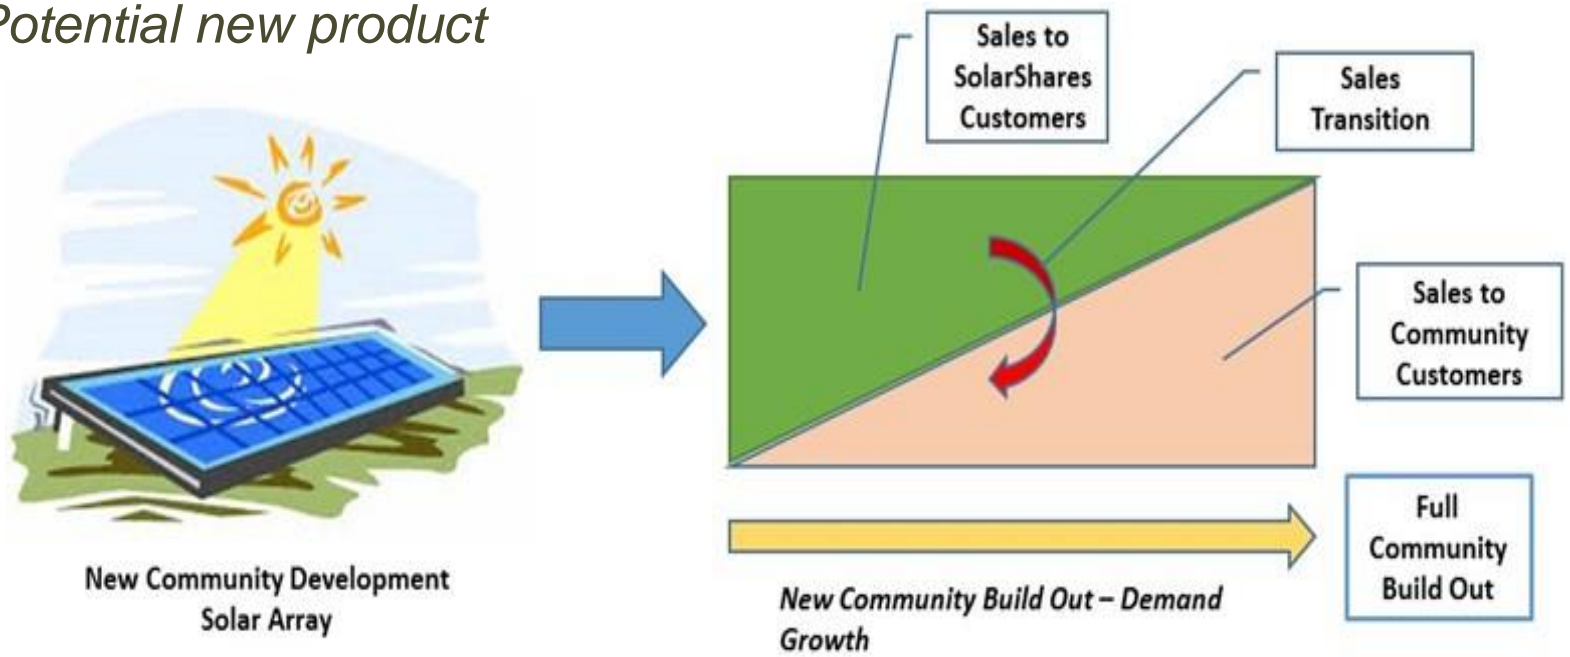 Potential new product
Sales to
SolarShares
Customers
Sales
Transition
Sales to
Community
Customers
Full
Community
Build Out
New Community Development
Solar Array
New Community Build Out – Demand
Growth